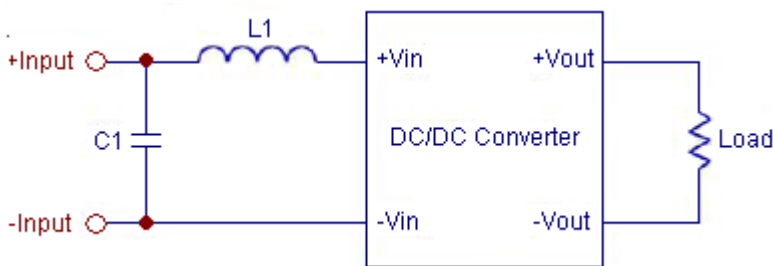 L1
+Input
+Vin
+Vout
C1
DC/DC Converter
Load
-Input
-Vin
-Vout